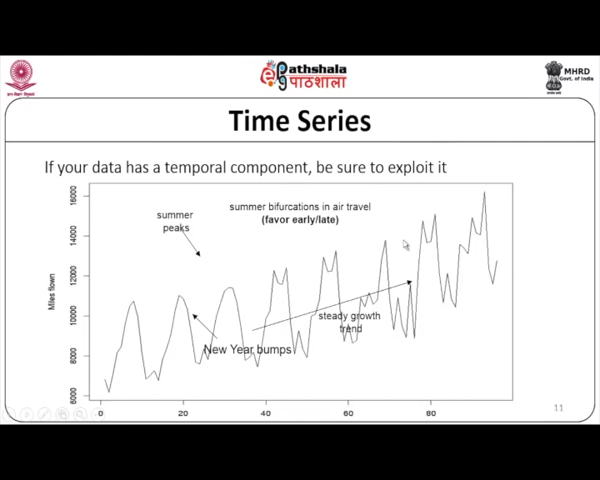 Pathshala
पाठशाला
MHRD
Govt. of India
Time Series
If your data has a temporal component, be sure to exploit it
summer bifurcations in air travel
(favor early/late)
summer
peaks
steady growth
trend
New Year bumps
Miles flown
16000
14000
12000
10000
8000
6000
0
20
40
60
80
11